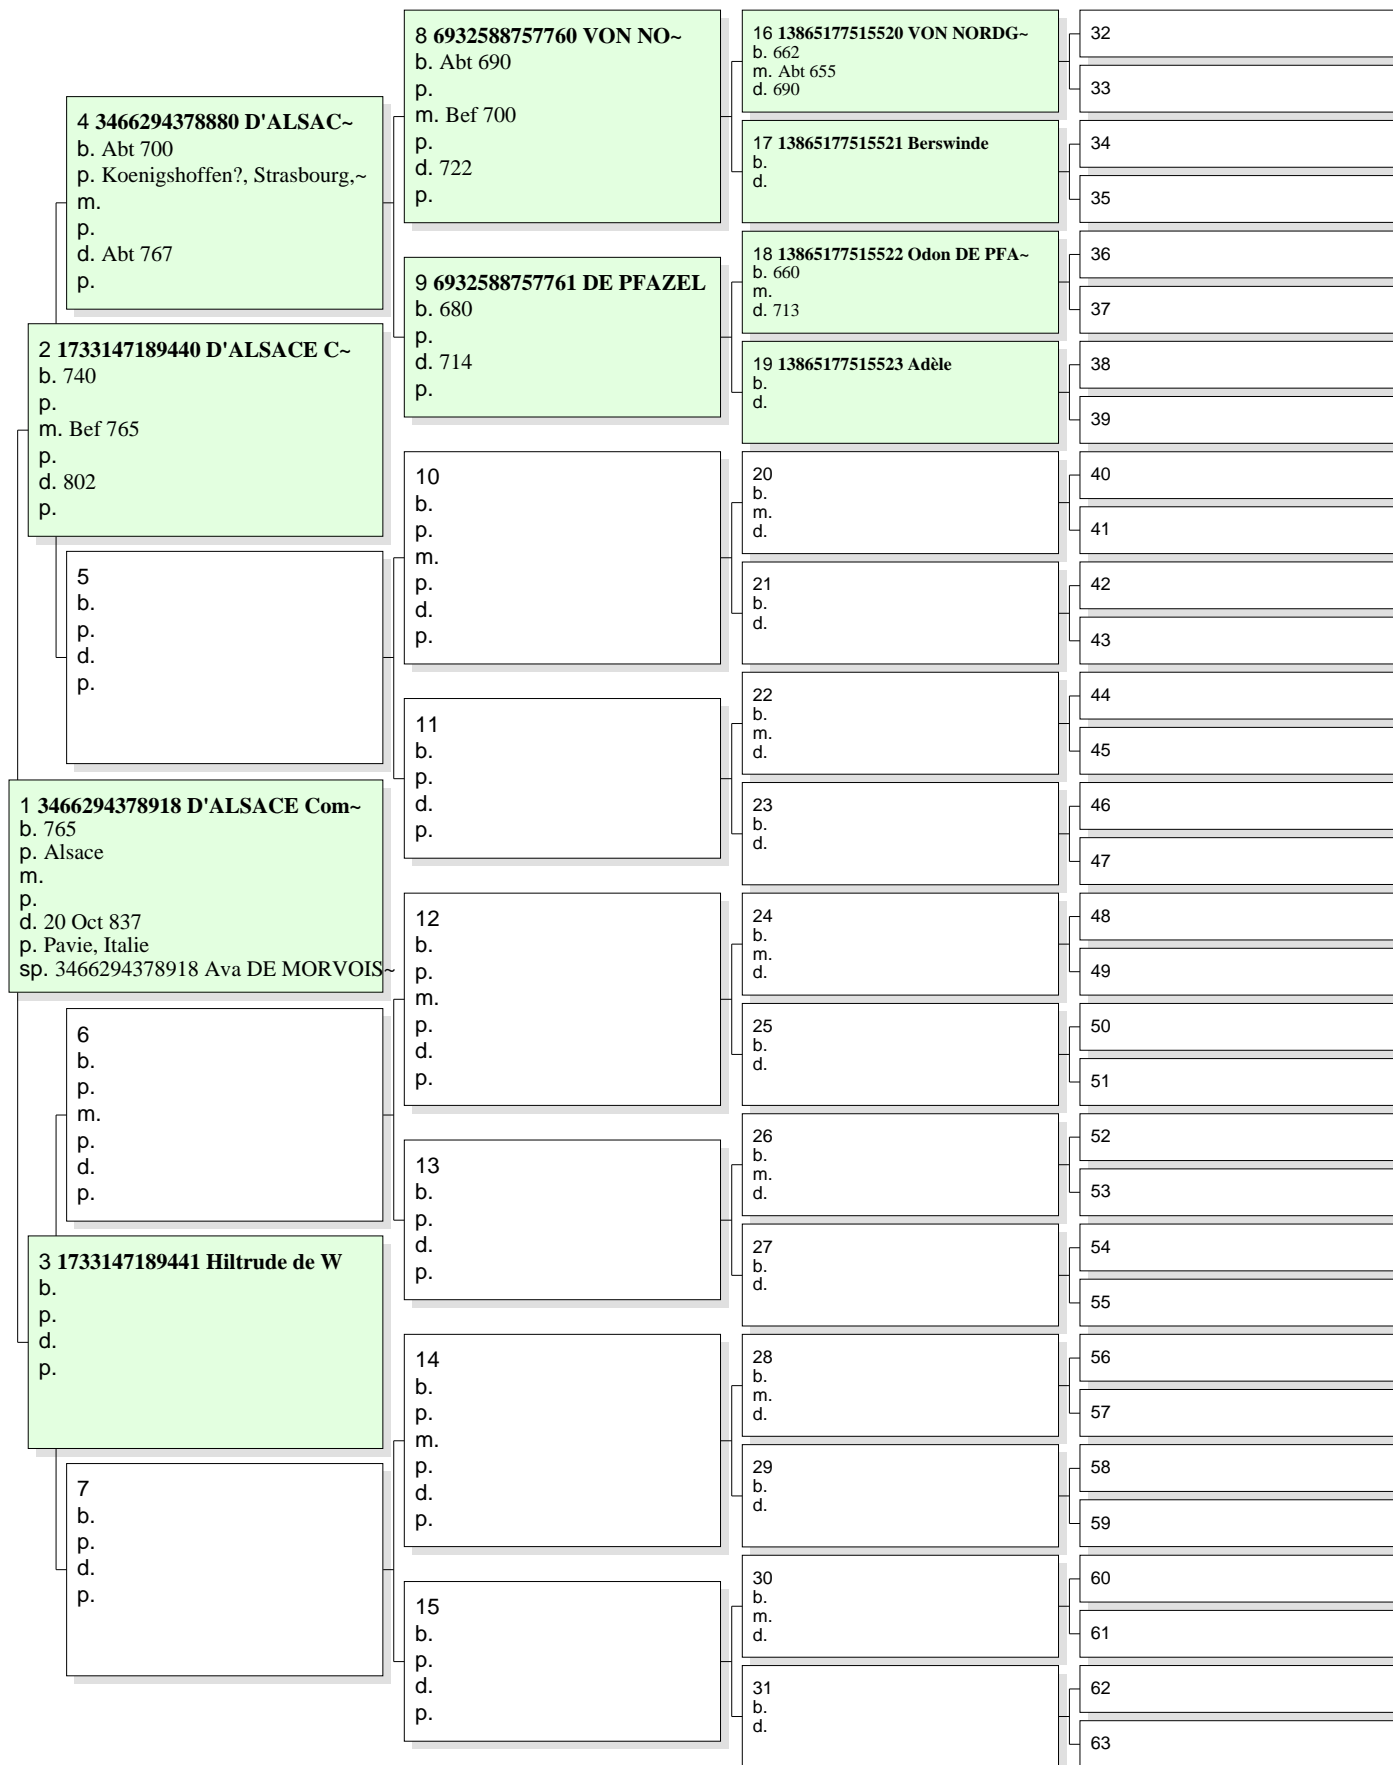 4 3466294378880 D'ALSAC~
b. Abt 700
p. Koenigshoffen?, Strasbourg,~
m.
p.
d. Abt 767
p.
2 1733147189440 D'ALSACE C~
b. 740
p.
m. Bef 765
p.
d. 802
p.
5
b.
p.
d.
p.
1 3466294378918 D'ALSACE Com~
b. 765
p. Alsace
m.
p.
d. 20 Oct 837
p. Pavie, Italie
sp. 3466294378918 Ava DE MORVOIS~
6
b.
p.
m.
p.
d.
p.
3 1733147189441 Hiltrude de W
b.
p.
d.
p.
7
b.
p.
d.
p.
8 6932588757760 VON NO~
b. Abt 690
p.
m. Bef 700
p.
d. 722
p.
9 6932588757761 DE PFAZEL
b. 680
p.
d. 714
p.
10
b.
p.
m.
p.
d.
p.
11
b.
p.
d.
p.
12
b.
p.
m.
p.
d.
p.
13
b.
p.
d.
p.
14
b.
p.
m.
p.
d.
p.
15
b.
p.
d.
p.
16 13865177515520 VON NORDG~
b. 662
m. Abt 655
d. 690
17 13865177515521 Berswinde
b.
d.
18 13865177515522 Odon DE PFA~
b. 660
m.
d. 713
19 13865177515523 Adèle
b.
d.
20
b.
m.
d.
21
b.
d.
22
b.
m.
d.
23
b.
d.
24
b.
m.
d.
25
b.
d.
26
b.
m.
d.
27
b.
d.
28
b.
m.
d.
29
b.
d.
30
b.
m.
d.
31
b.
d.
32
33
34
35
36
37
38
39
40
41
42
43
44
45
46
47
48
49
50
51
52
53
54
55
56
57
58
59
60
61
62
63